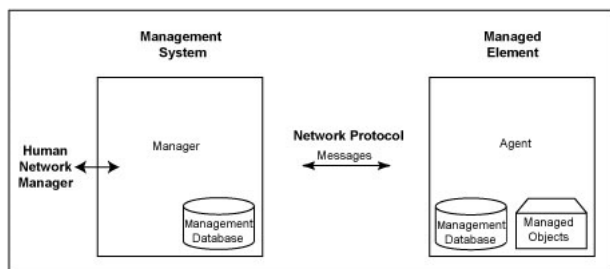 Management
System
Managed
Element
Human
Network
Manager
Manager
Management
Database
Network Protocol
Messages
Agent
Management
Database
Managed
Objects